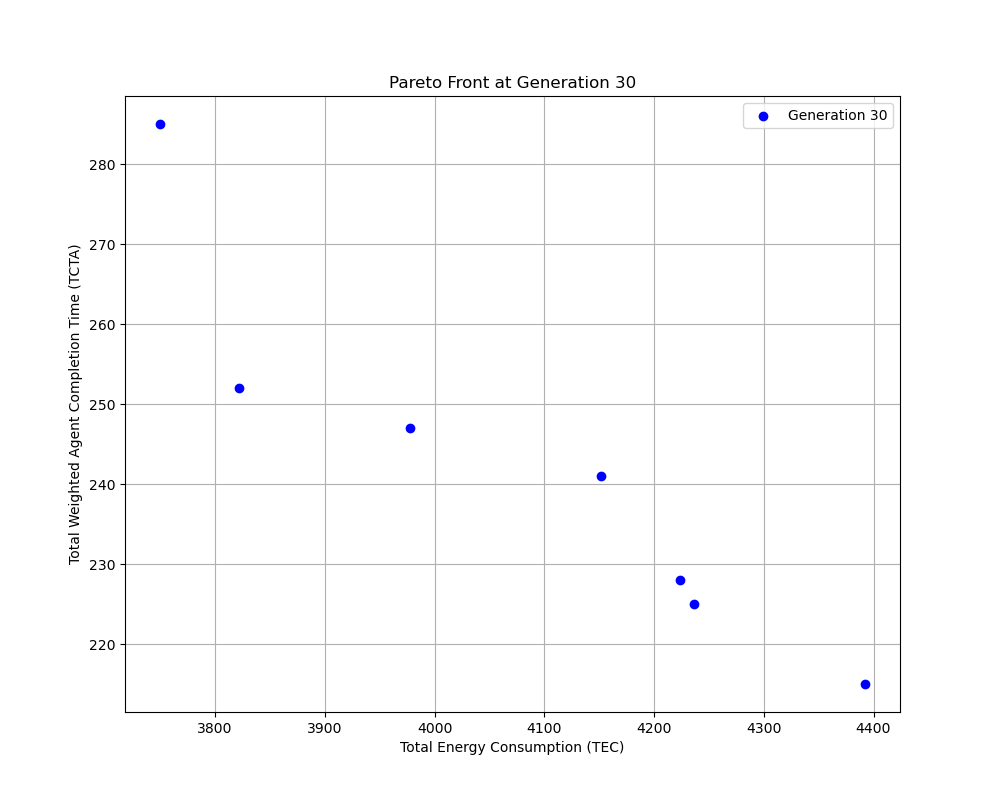 Pareto Front at Generation 30
Generation 30
Total Weighted Agent Completion Time (TCTA)
280
270
260
250
240
230
220
3800 3900 4000 4100 4200 4300 4400
Total Energy Consumption (TEC)